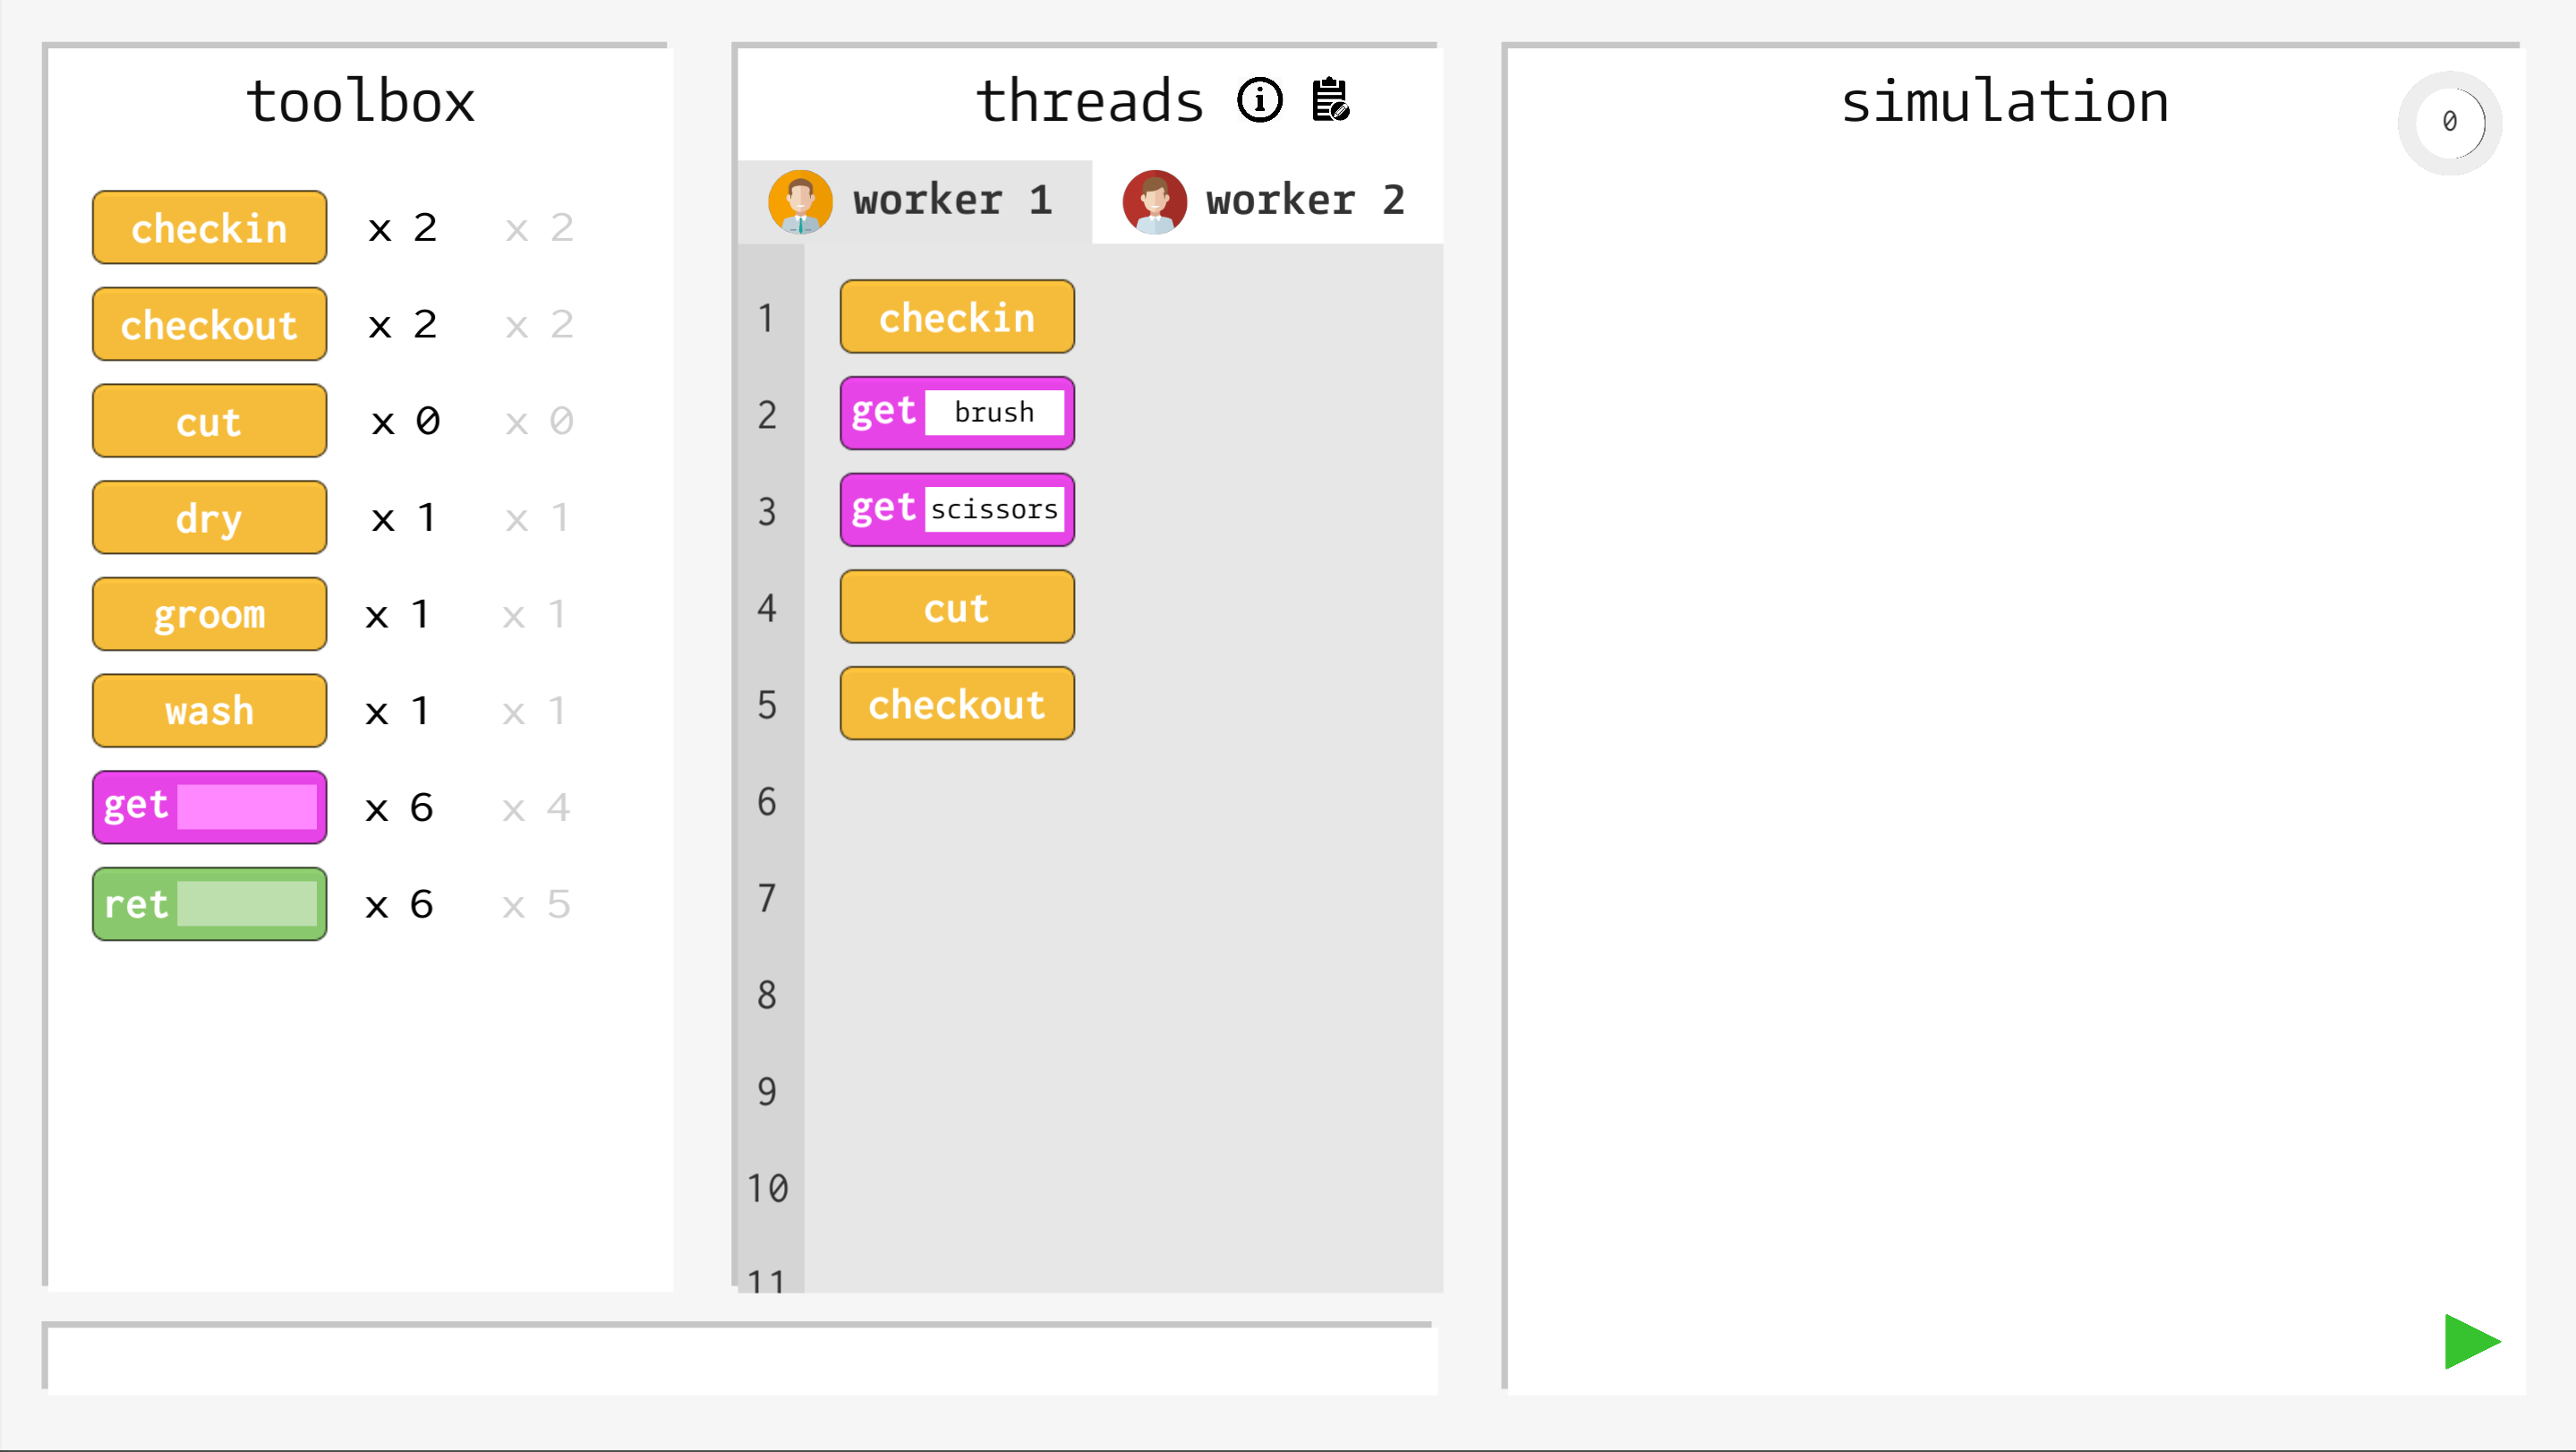 toolbox
checkin x 2 x 2
checkout x 2 x 2
cut x 0 x 0
dry x 1 x 1
groom x 1 x 1
wash x 1 x 1
get x 6 x 4
ret x 6 x 5
threads
worker 1 worker 2
1 checkin
2 get brush
3 get scissors
4 cut
5 checkout
6
7
8
9
10
11
simulation
0